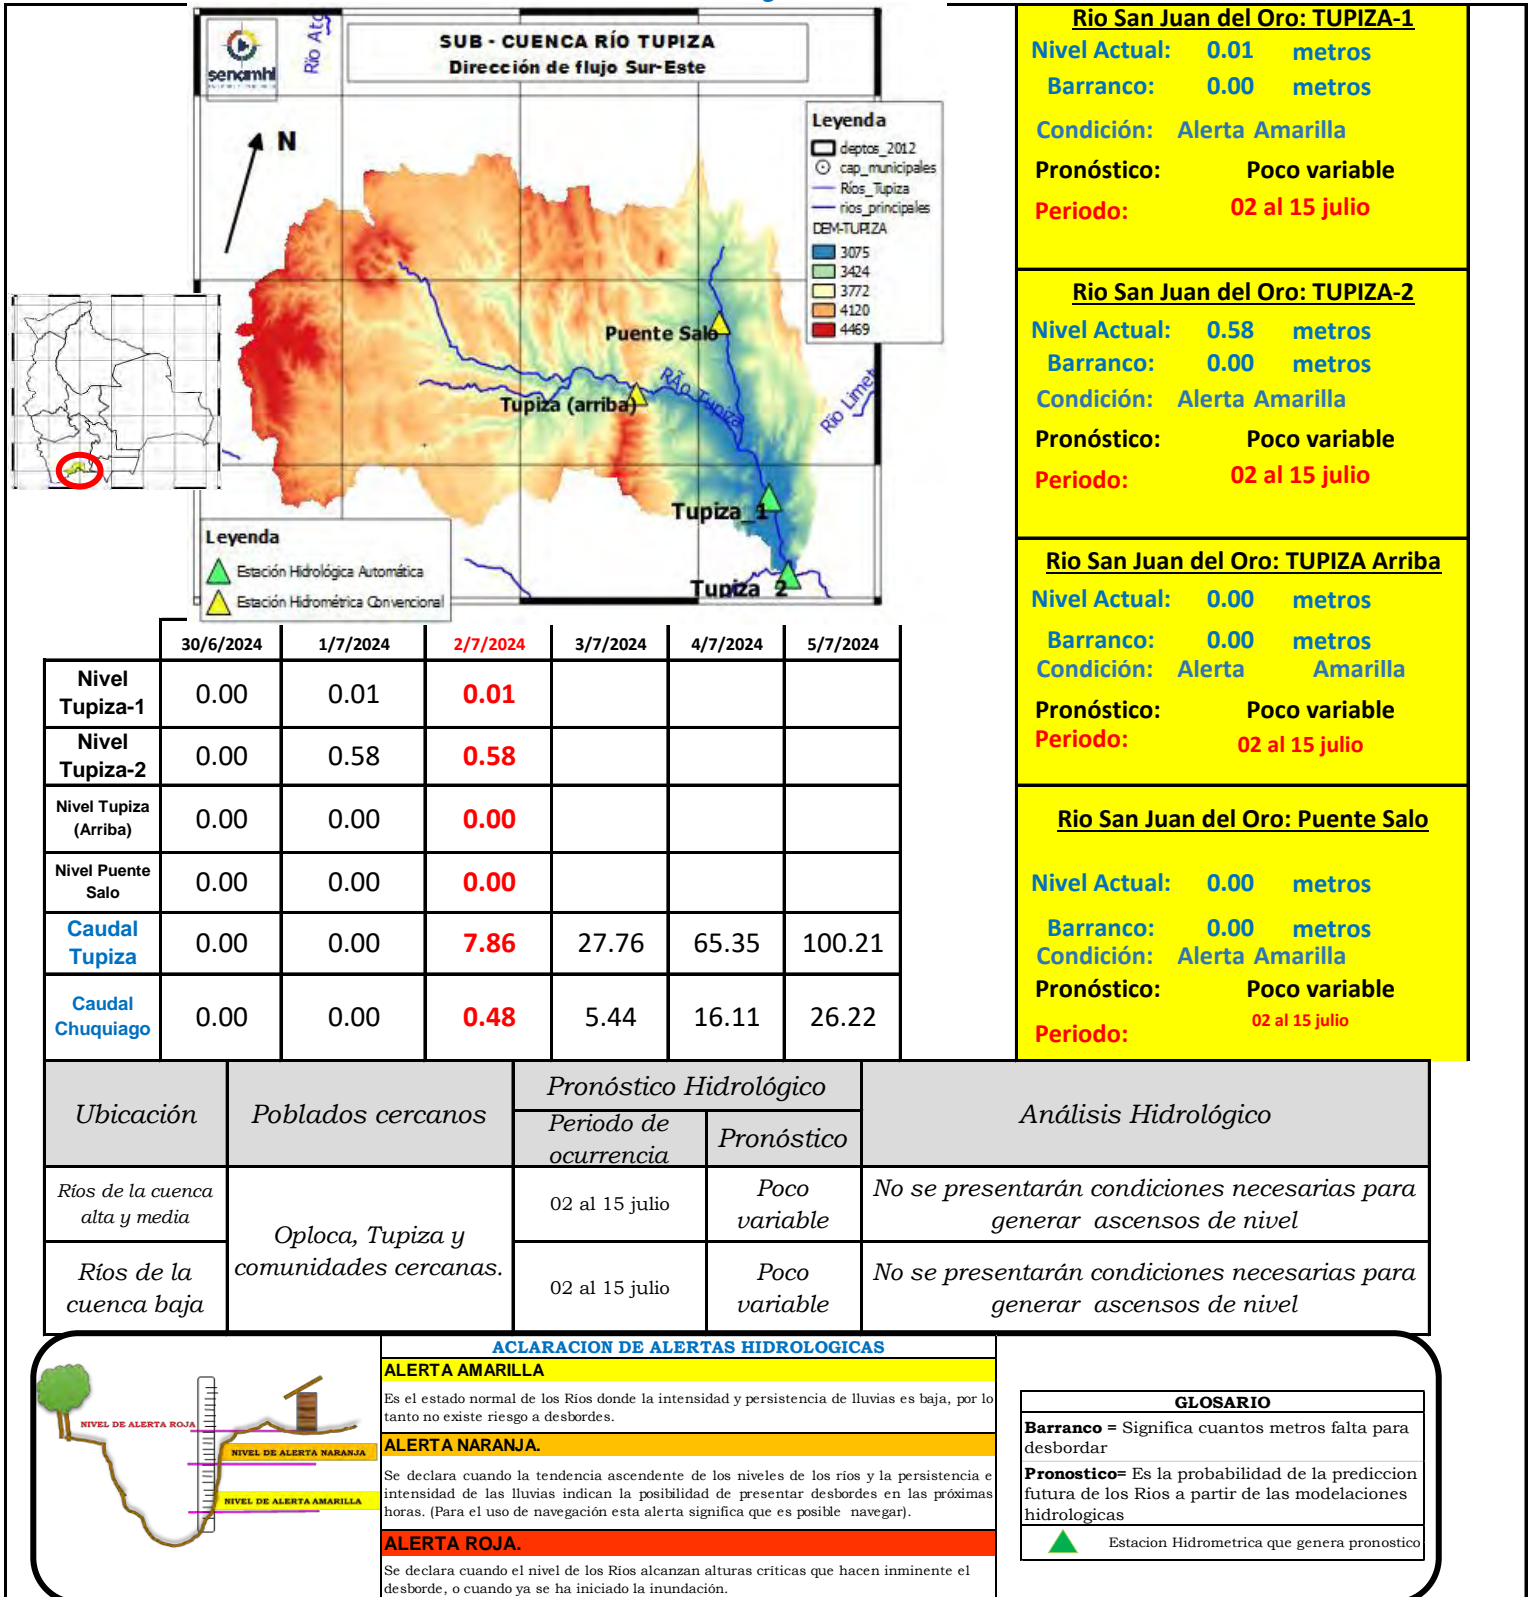 SUB - CUENCA RÍO TUPIZA
Dirección de flujo Sur-Este
senamhi
Río Ato
N
Leyenda
deptos_2012
cap_municipales
Ríos_Tupiza
rios_principales
DEM-TUPIZA
3075
3424
3772
4120
4469
Puente Salo
RÃo Tupiza
Tupiza (arriba)
Río Limet
Tupiza_1
Tupiza_2
Leyenda
Estación Hidrológica Automática
Estación Hidrométrica Convencional
Rio San Juan del Oro: TUPIZA-1
Nivel Actual: 0.01 metros
Barranco: 0.00 metros
Condición: Alerta Amarilla
Pronóstico: Poco variable
Periodo: 02 al 15 julio
Rio San Juan del Oro: TUPIZA-2
Nivel Actual: 0.58 metros
Barranco: 0.00 metros
Condición: Alerta Amarilla
Pronóstico: Poco variable
Periodo: 02 al 15 julio
Rio San Juan del Oro: TUPIZA Arriba
Nivel Actual: 0.00 metros
Barranco: 0.00 metros
Condición: Alerta Amarilla
Pronóstico: Poco variable
Periodo: 02 al 15 julio
Rio San Juan del Oro: Puente Salo
Nivel Actual: 0.00 metros
Barranco: 0.00 metros
Condición: Alerta Amarilla
Pronóstico: Poco variable
Periodo: 02 al 15 julio
30/6/2024 1/7/2024 2/7/2024 3/7/2024 4/7/2024 5/7/2024
Nivel
Tupiza-1 0.00 0.01 0.01
Nivel
Tupiza-2 0.00 0.58 0.58
Nivel Tupiza
(Arriba) 0.00 0.00 0.00
Nivel Puente
Salo 0.00 0.00 0.00
Caudal
Tupiza 0.00 0.00 7.86 27.76 65.35 100.21
Caudal
Chuquiago 0.00 0.00 0.48 5.44 16.11 26.22
Ubicación
Poblados cercanos
Pronóstico Hidrológico
Periodo de
ocurrencia
Pronóstico
Análisis Hidrológico
Ríos de la cuenca
alta y media
Oploca, Tupiza y
comunidades cercanas.
02 al 15 julio
Poco
variable
No se presentarán condiciones necesarias para
generar ascensos de nivel
Ríos de la
cuenca baja
02 al 15 julio
Poco
variable
No se presentarán condiciones necesarias para
generar ascensos de nivel
NIVEL DE ALERTA ROJA
NIVEL DE ALERTA NARANJA
NIVEL DE ALERTA AMARILLA
ACLARACION DE ALERTAS HIDROLOGICAS
ALERTA AMARILLA
Es el estado normal de los Ríos donde la intensidad y persistencia de lluvias es baja, por lo
tanto no existe riesgo a desbordes.
ALERTA NARANJA.
Se declara cuando la tendencia ascendente de los niveles de los ríos y la persistencia e
intensidad de las lluvias indican la posibilidad de presentar desbordes en las próximas
horas. (Para el uso de navegación esta alerta significa que es posible navegar).
ALERTA ROJA.
Se declara cuando el nivel de los Ríos alcanzan alturas críticas que hacen inminente el
desborde, o cuando ya se ha iniciado la inundación.
GLOSARIO
Barranco = Significa cuantos metros falta para
desbordar
Pronostico= Es la probabilidad de la prediccion
futura de los Rios a partir de las modelaciones
hidrologicas
Estacion Hidrometrica que genera pronostico